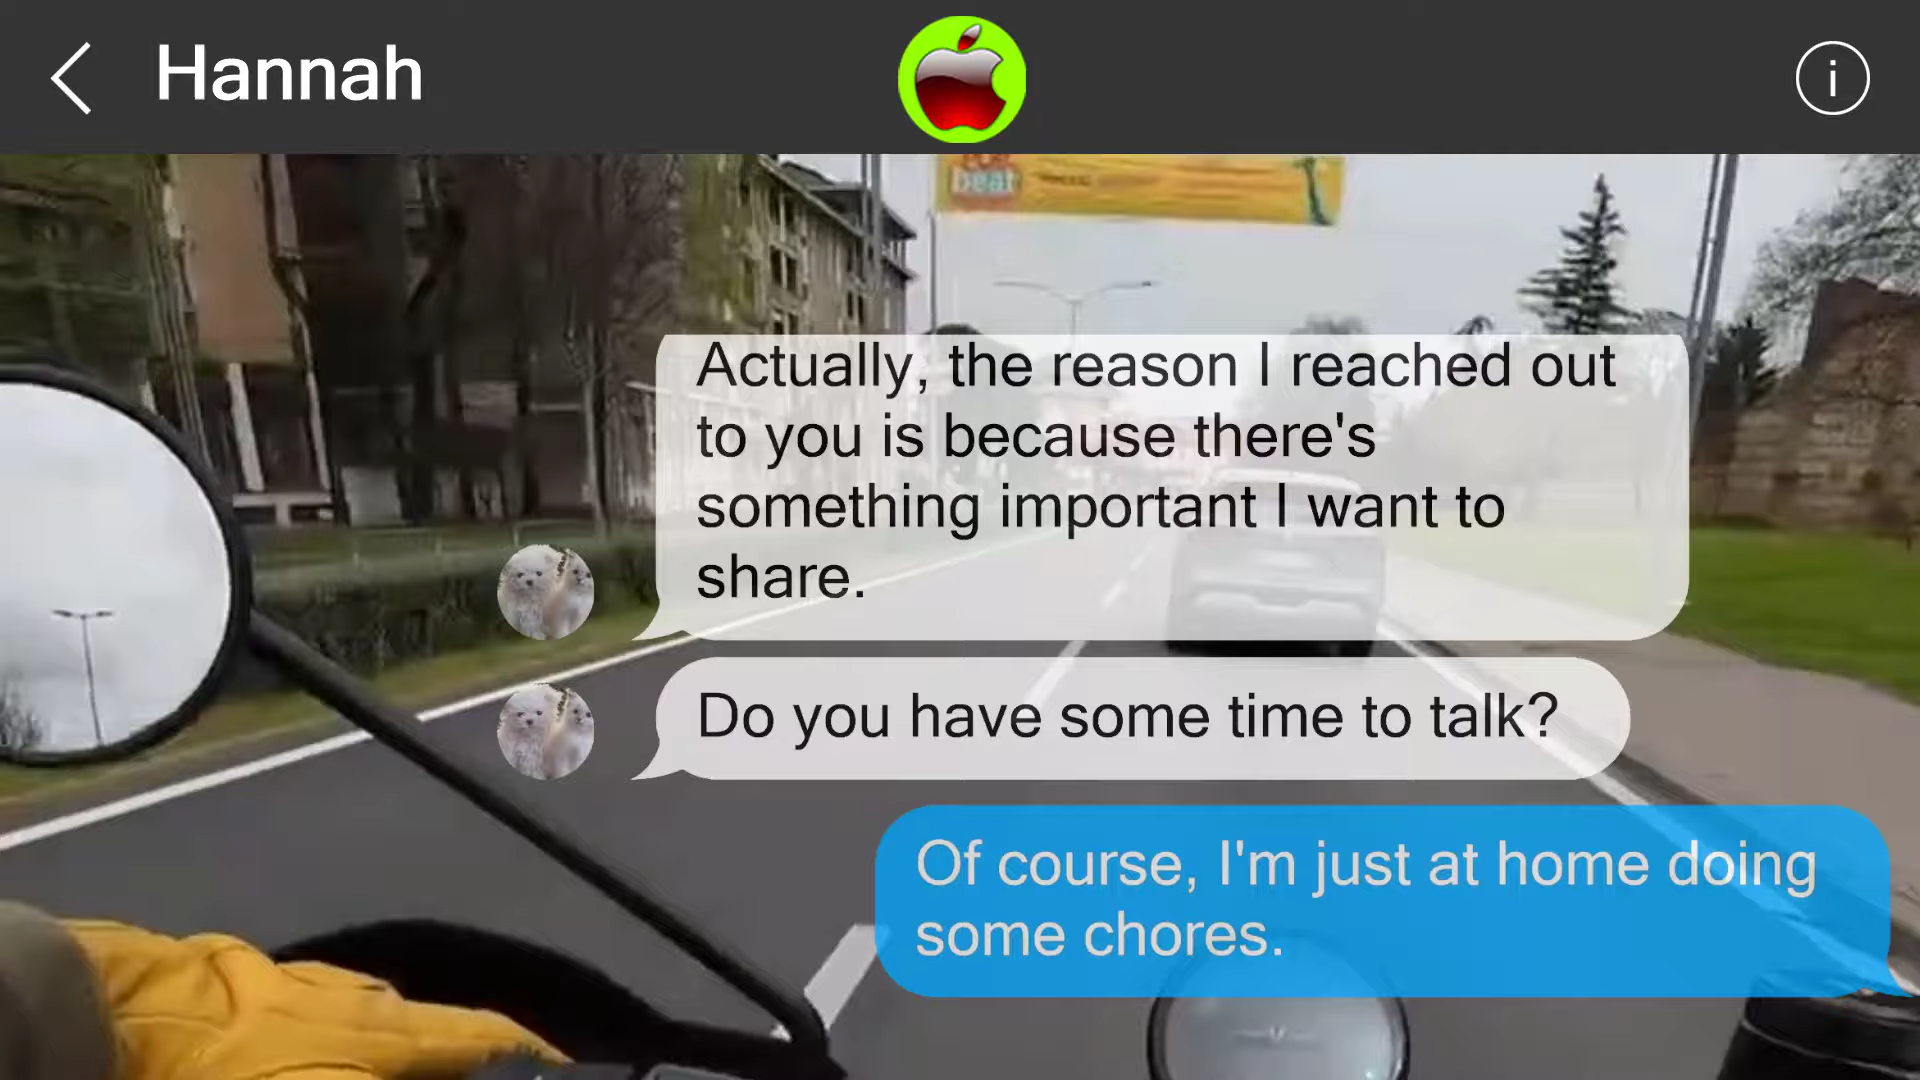 Hannah
i
beat
Actually, the reason I reached out
to you is because there's
something important I want to
share.
Do you have some time to talk?
Of course, I'm just at home doing
some chores.